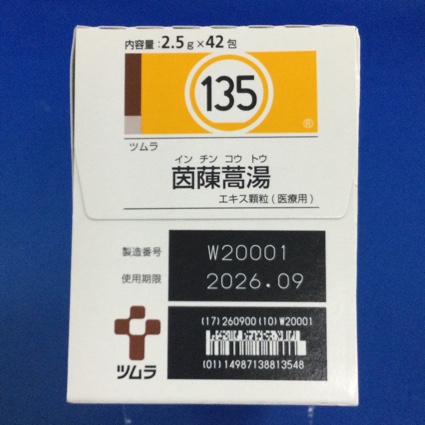 内容量：2.5g×42包
135
®
ツムラ
インチンコウトウ
茵蔯蒿湯
エキス顆粒(医療用)
製造番号 W20001
使用期限 2026.09
(17)260900(10)W20001
(01)14987138813548
ツムラ